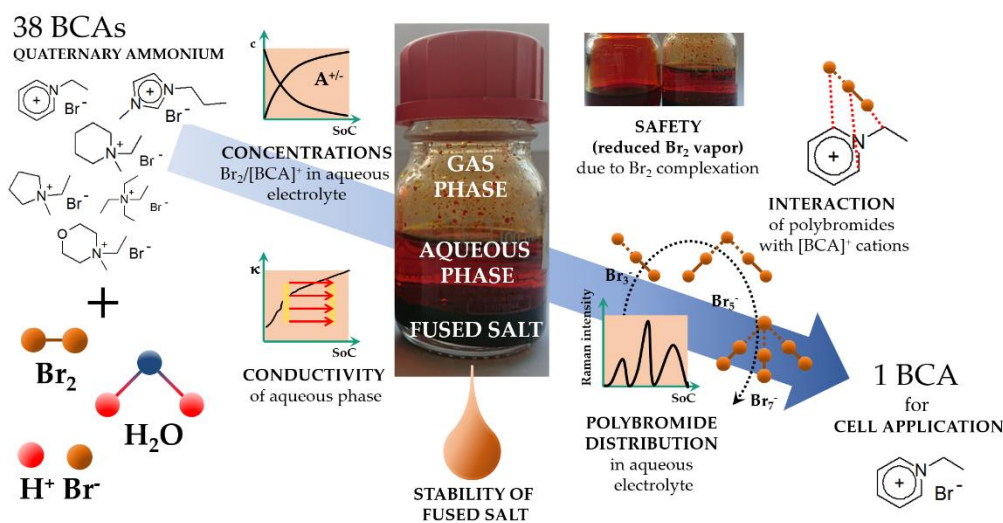 38 BCAs
QUATERNARY AMMONIUM
N
+
Br⁻
N
+
N
Br⁻
N
+
Br⁻
N
+
Br⁻
N
+
Br⁻
O
N
+
Br⁻
+
Br₂
H₂O
H⁺ Br⁻
c
A⁺/⁻
SoC
CONCENTRATIONS
Br₂/[BCA]⁺ in aqueous
electrolyte
κ
SoC
CONDUCTIVITY
of aqueous phase
GAS
PHASE
AQUEOUS
PHASE
FUSED SALT
STABILITY OF
FUSED SALT
SAFETY
(reduced Br₂ vapor)
due to Br₂ complexation
N
+
INTERACTION
of polybromides
with [BCA]⁺ cations
Br₃⁻
Br₅⁻
Br₇⁻
Raman intensity
SoC
POLYBROMIDE
DISTRIBUTION
in aqueous
electrolyte
1 BCA
for
CELL APPLICATION
N
+
Br⁻